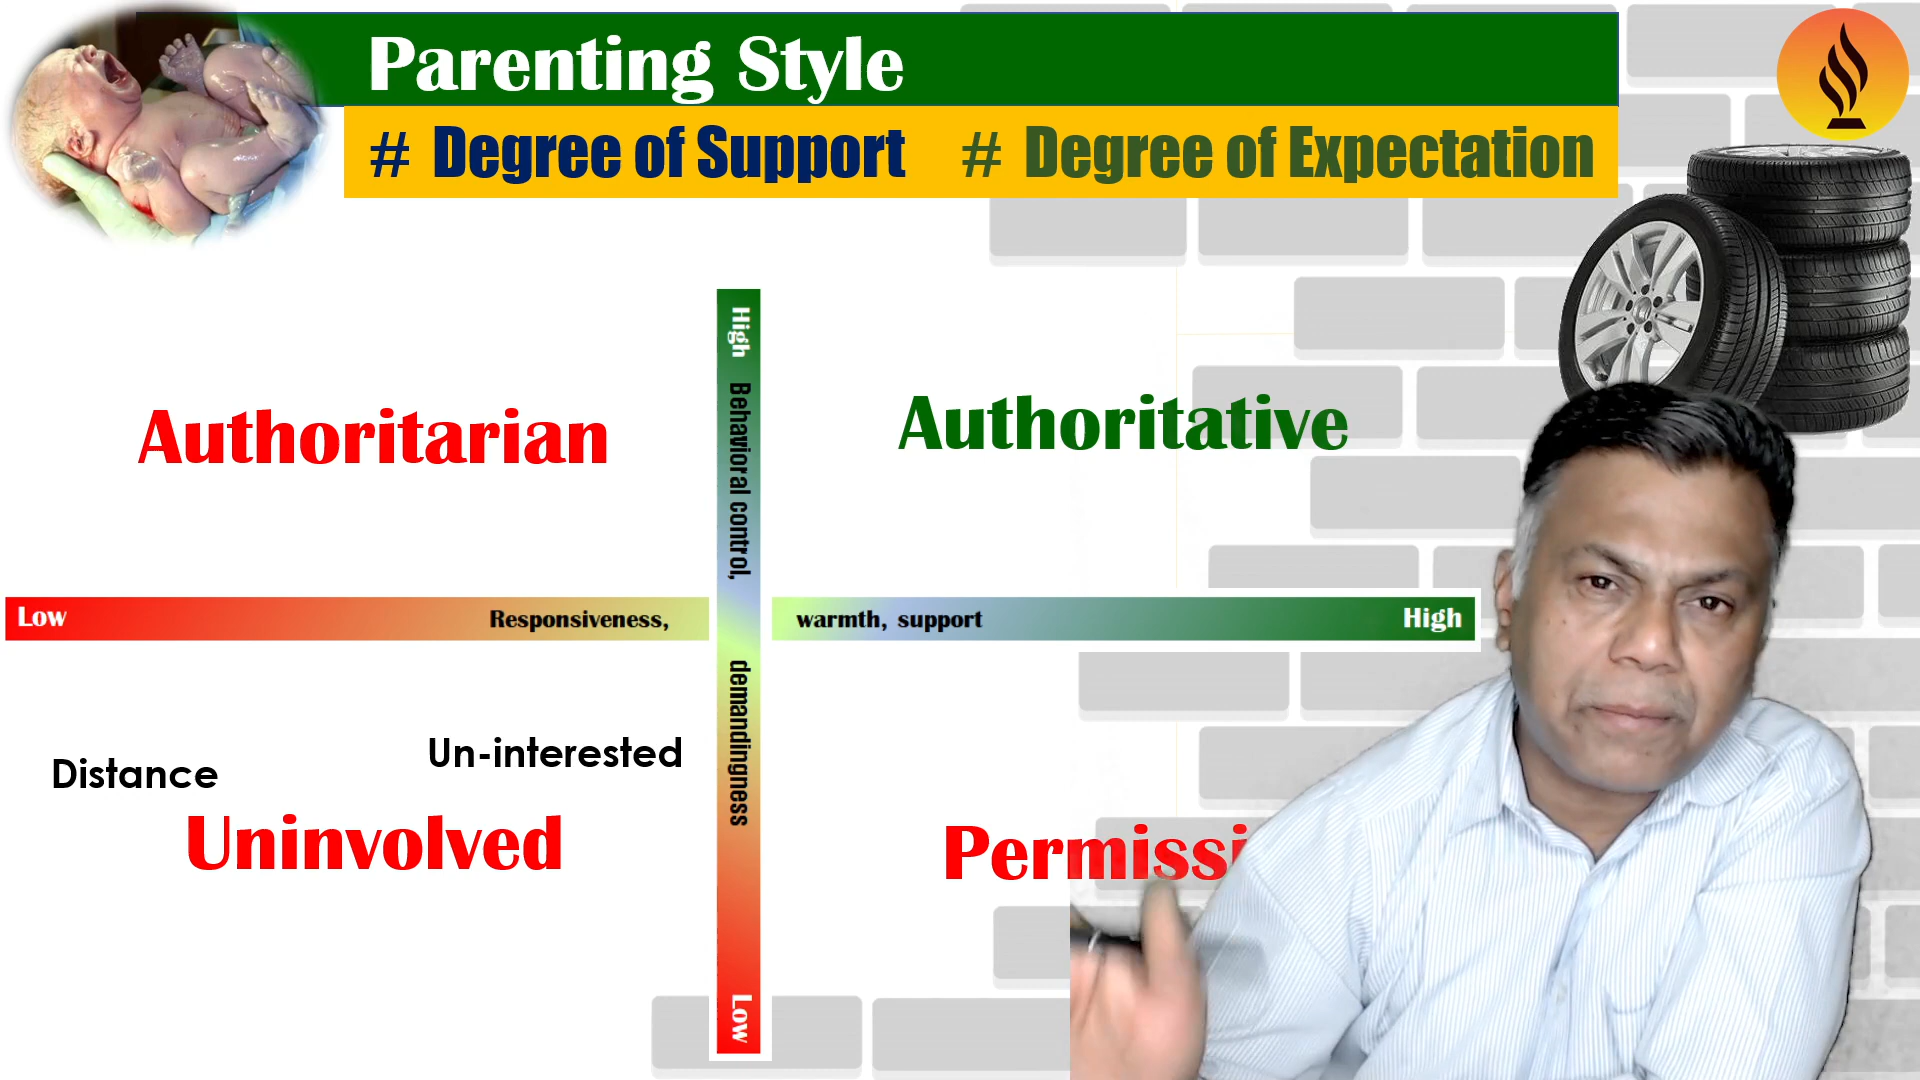 Parenting Style
# Degree of Support # Degree of Expectation
High
Behavioral control,
demandingness
Low
Authoritarian
Authoritative
Low
Responsiveness,
warmth, support
High
Distance
Un-interested
Uninvolved